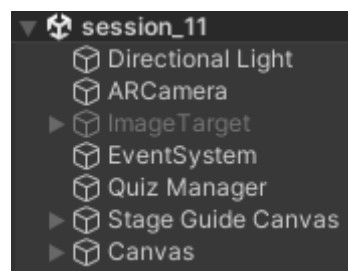 session_11
Directional Light
ARCamera
ImageTarget
EventSystem
Quiz Manager
Stage Guide Canvas
Canvas